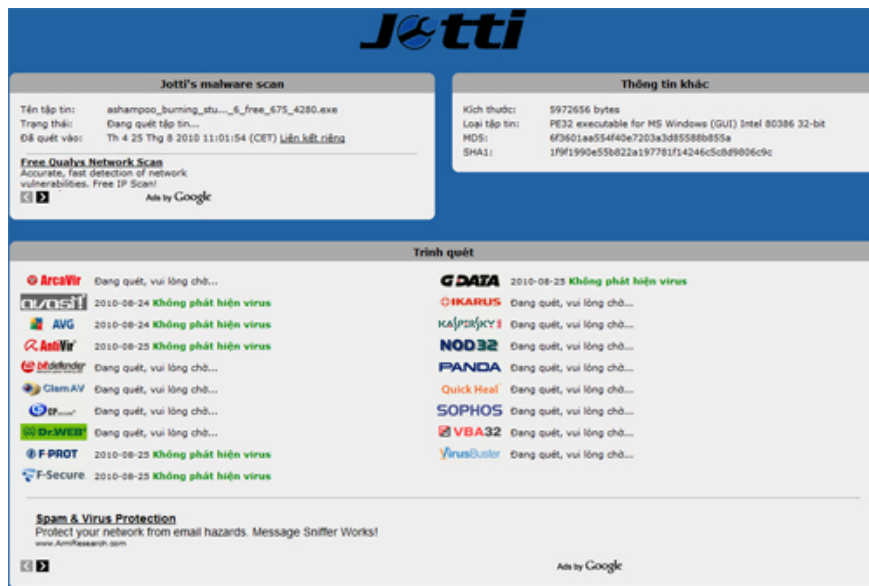 Jotti
Jotti's malware scan
Tên tập tin: ashampoo_burning_stu..._6_free_675_4280.exe
Trạng thái: Đang quét tập tin...
Đã quét vào: Th 4 25 Thg 8 2010 11:01:54 (CET) Liên kết riêng
Free Qualys Network Scan
Accurate, fast detection of network
vulnerabilities. Free IP Scan!
Ads by Google
Thông tin khác
Kích thước: 5972656 bytes
Loại tập tin: PE32 executable for MS Windows (GUI) Intel 80386 32-bit
MD5: 6f3601aa554f40e7203a3d85588b855a
SHA1: 1f9f1990e55b822a197781f14246c5c8d9806c9c
Trình quét
ArcaVir Đang quét, vui lòng chờ...
avast! 2010-08-24 Không phát hiện virus
AVG 2010-08-24 Không phát hiện virus
AntiVir 2010-08-25 Không phát hiện virus
bitdefender Đang quét, vui lòng chờ...
ClamAV Đang quét, vui lòng chờ...
CP Đang quét, vui lòng chờ...
Dr.WEB Đang quét, vui lòng chờ...
F-PROT 2010-08-25 Không phát hiện virus
F-Secure 2010-08-25 Không phát hiện virus
G DATA 2010-08-25 Không phát hiện virus
IKARUS Đang quét, vui lòng chờ...
KASPERSKY Đang quét, vui lòng chờ...
NOD32 Đang quét, vui lòng chờ...
PANDA Đang quét, vui lòng chờ...
Quick Heal Đang quét, vui lòng chờ...
SOPHOS Đang quét, vui lòng chờ...
VBA32 Đang quét, vui lòng chờ...
VirusBuster Đang quét, vui lòng chờ...
Spam & Virus Protection
Protect your network from email hazards. Message Sniffer Works!
www.ArmResearch.com
Ads by Google